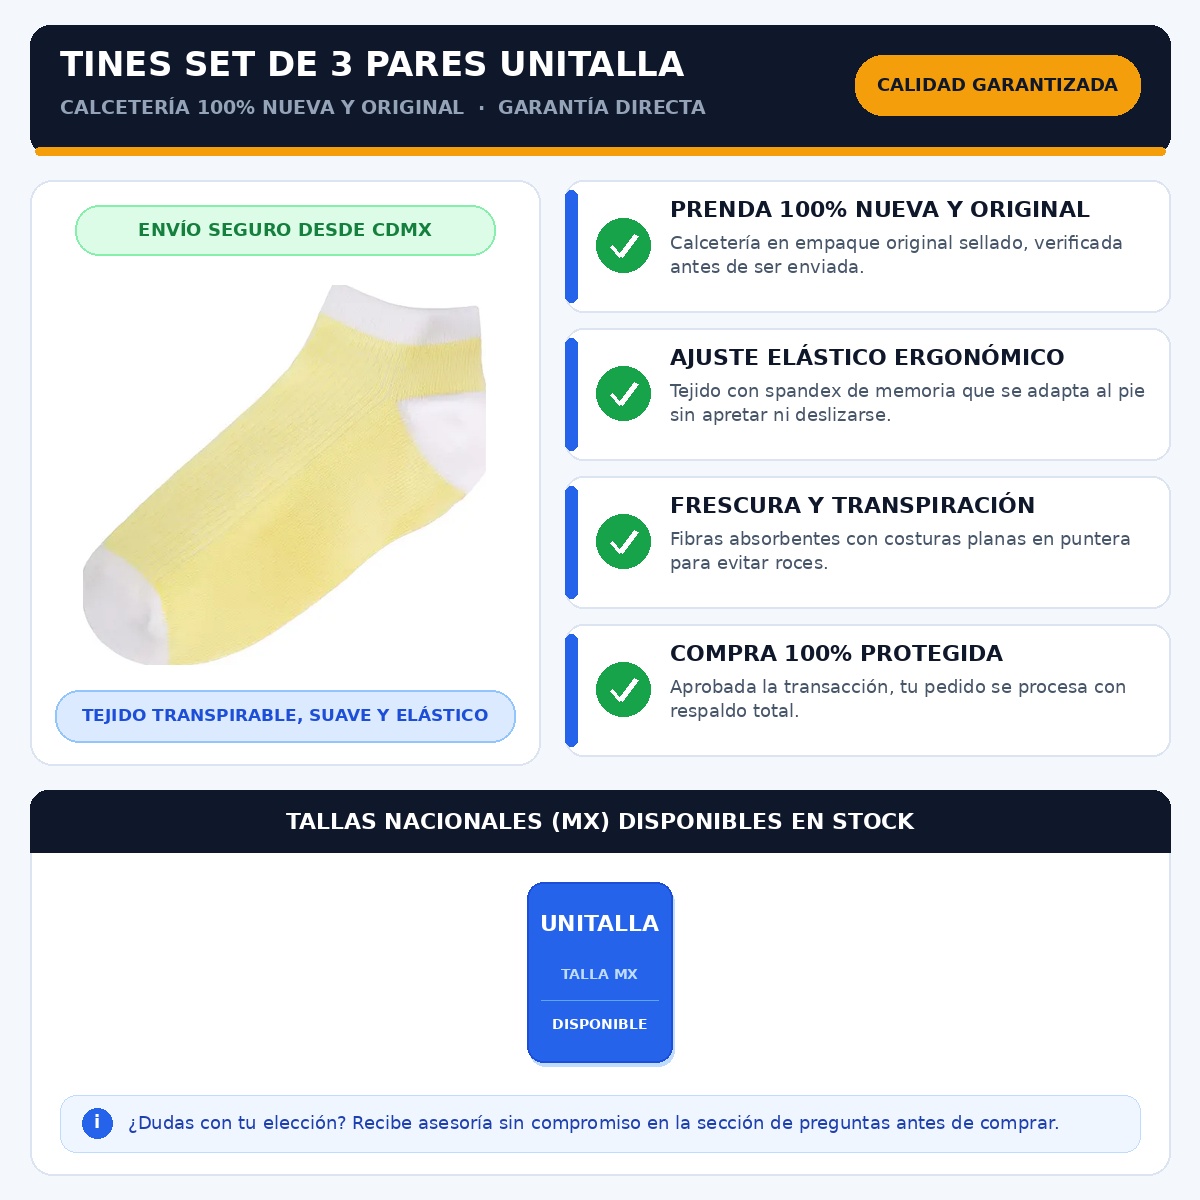 TINES SET DE 3 PARES UNITALLA
CALCETERÍA 100% NUEVA Y ORIGINAL · GARANTÍA DIRECTA
CALIDAD GARANTIZADA
ENVÍO SEGURO DESDE CDMX
TEJIDO TRANSPIRABLE, SUAVE Y ELÁSTICO
PRENDA 100% NUEVA Y ORIGINAL
Calcetería en empaque original sellado, verificada
antes de ser enviada.
AJUSTE ELÁSTICO ERGONÓMICO
Tejido con spandex de memoria que se adapta al pie
sin apretar ni deslizarse.
FRESCURA Y TRANSPIRACIÓN
Fibras absorbentes con costuras planas en puntera
para evitar roces.
COMPRA 100% PROTEGIDA
Aprobada la transacción, tu pedido se procesa con
respaldo total.
TALLAS NACIONALES (MX) DISPONIBLES EN STOCK
UNITALLA
TALLA MX
DISPONIBLE
i ¿Dudas con tu elección? Recibe asesoría sin compromiso en la sección de preguntas antes de comprar.